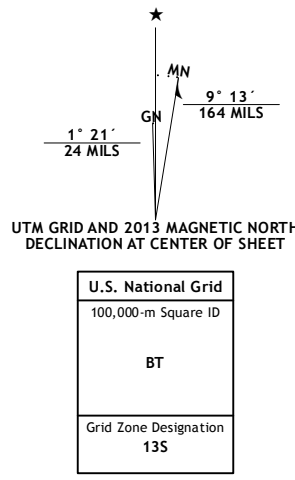 ★
MN
GN
9° 13´
164 MILS
1° 21´
24 MILS
UTM GRID AND 2013 MAGNETIC NORTH
DECLINATION AT CENTER OF SHEET
U.S. National Grid
100,000-m Square ID
BT
Grid Zone Designation
13S